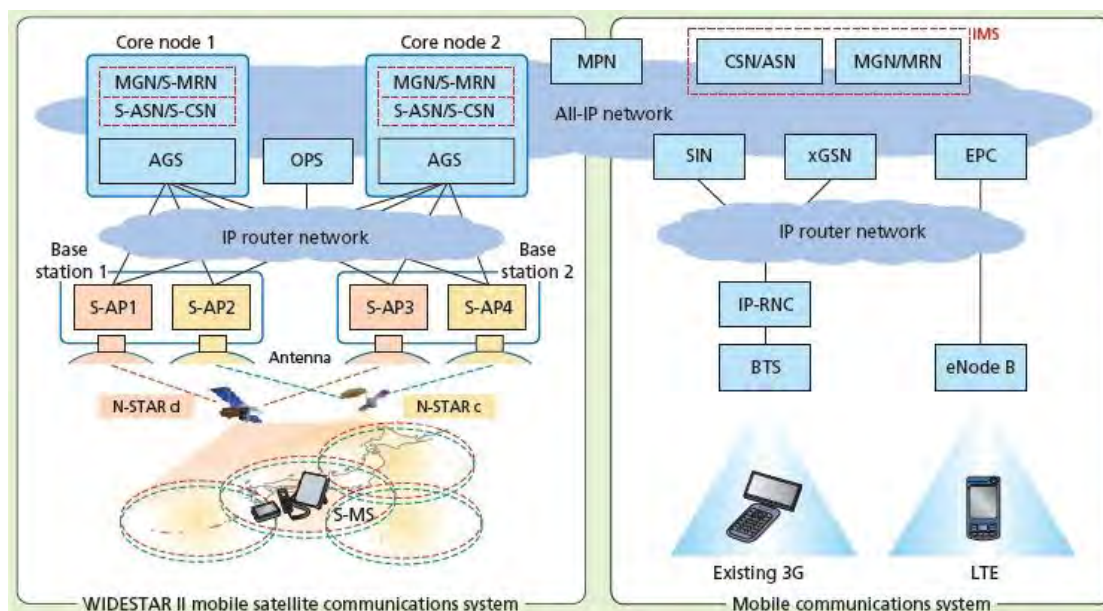 Core node 1
Core node 2
MGN/S-MRN
S-ASN/S-CSN
AGS
OPS
MGN/S-MRN
S-ASN/S-CSN
AGS
MPN
IMS
CSN/ASN
MGN/MRN
All-IP network
SIN
xGSN
EPC
IP router network
IP router network
Base
station 1
Base
station 2
S-AP1
S-AP2
S-AP3
S-AP4
IP-RNC
Antenna
BTS
eNode B
N-STAR d
N-STAR c
S-MS
Existing 3G
LTE
WIDESTAR II mobile satellite communications system
Mobile communications system